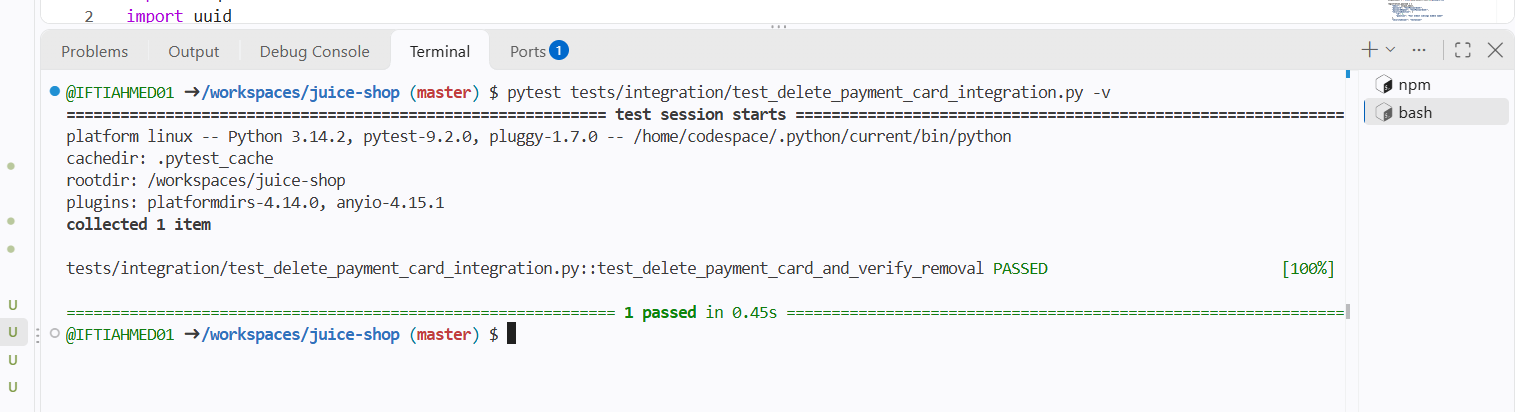 2 import uuid
Problems Output Debug Console Terminal Ports 1
npm
bash
@IFTIAHMED01 ➜/workspaces/juice-shop (master) $ pytest tests/integration/test_delete_payment_card_integration.py -v
============================================================ test session starts =============================================================
platform linux -- Python 3.14.2, pytest-9.2.0, pluggy-1.7.0 -- /home/codespace/.python/current/bin/python
cachedir: .pytest_cache
rootdir: /workspaces/juice-shop
plugins: platformdirs-4.14.0, anyio-4.15.1
collected 1 item
tests/integration/test_delete_payment_card_integration.py::test_delete_payment_card_and_verify_removal PASSED [100%]
============================================================= 1 passed in 0.45s ==============================================================
@IFTIAHMED01 ➜/workspaces/juice-shop (master) $
U
U
U
U